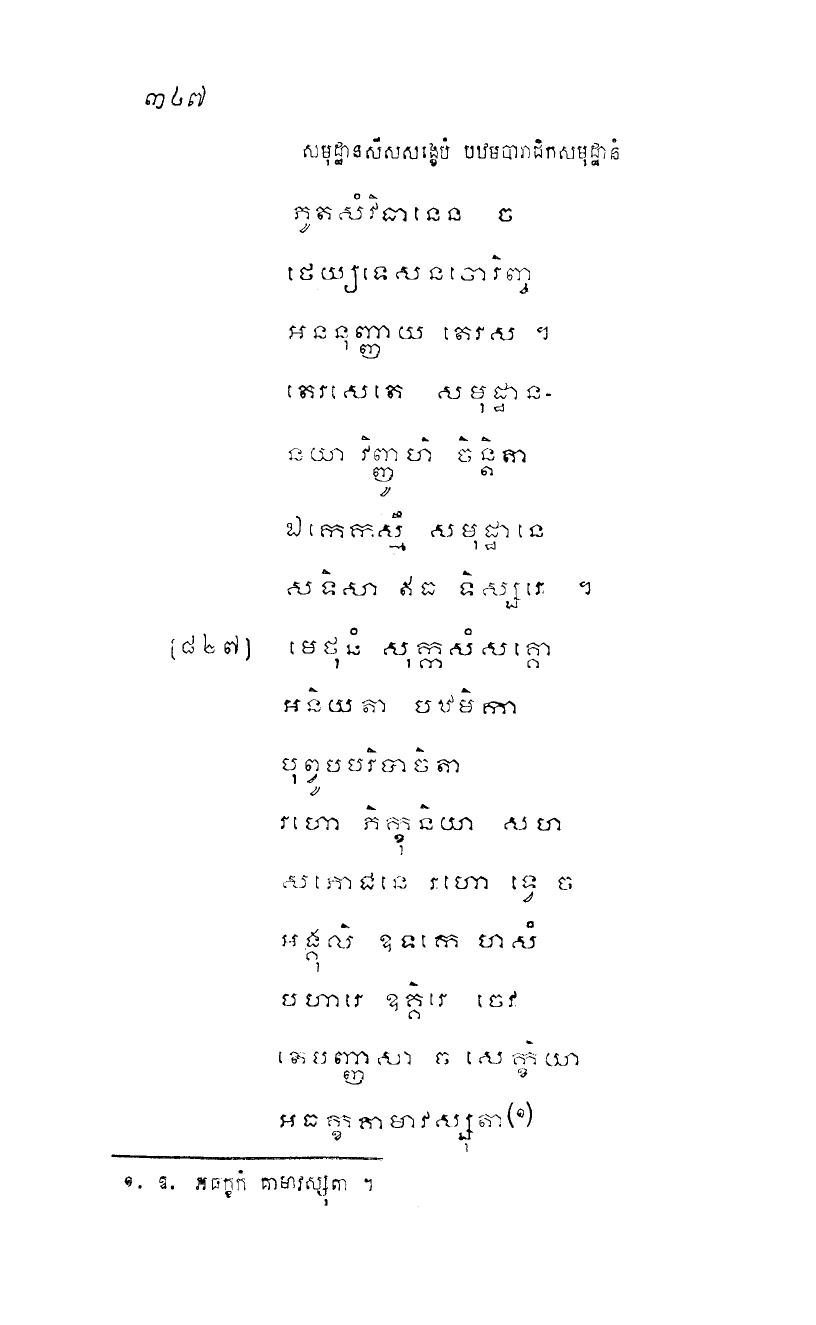 ៣៤៧
សមុដ្ឋានសីសសង្ខេបំ បឋមបារាជិកសមុដ្ឋានំ
ភូតសំវិធានេន ច
ថេយ្យទេសនចោរិញ្ច
អននុញ្ញាយ តេរស ។
តេរសេតេ សមុដ្ឋាន-
នយា វិញ្ញូហិ ចិន្តិតា
ឯកេកស្មឹ សមុដ្ឋានេ
សទិសា ឥធ ទិស្សរេ ។
[៨២៧] មេថុនំ សុក្កសំសគ្គោ
អនិយតា បឋមិកា
បុព្វូបបរិបាចិតា
រហោ ភិក្ខុនិយា សហ
សភោជនេ រហោ ទ្វេ ច
អង្គុលិ ឧទកេ ហសំ
បហារេ ឧគ្គិរេ ចេវ
តេបញ្ញាសា ច សេក្ខិយា
អធក្ខគាមាវស្សុតា(១)
១. ឱ. អធក្ខកំ គាមាវស្សុតា ។